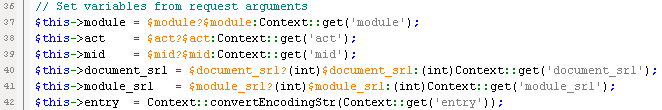 36 // Set variables from request arguments
37 $this->module = $module?$module:Context::get('module');
38 $this->act = $act?$act:Context::get('act');
39 $this->mid = $mid?$mid:Context::get('mid');
40 $this->document_srl = $document_srl?(int)$document_srl:(int)Context::get('document_srl');
41 $this->module_srl = $module_srl?(int)$module_srl:(int)Context::get('module_srl');
42 $this->entry = Context::convertEncodingStr(Context::get('entry'));